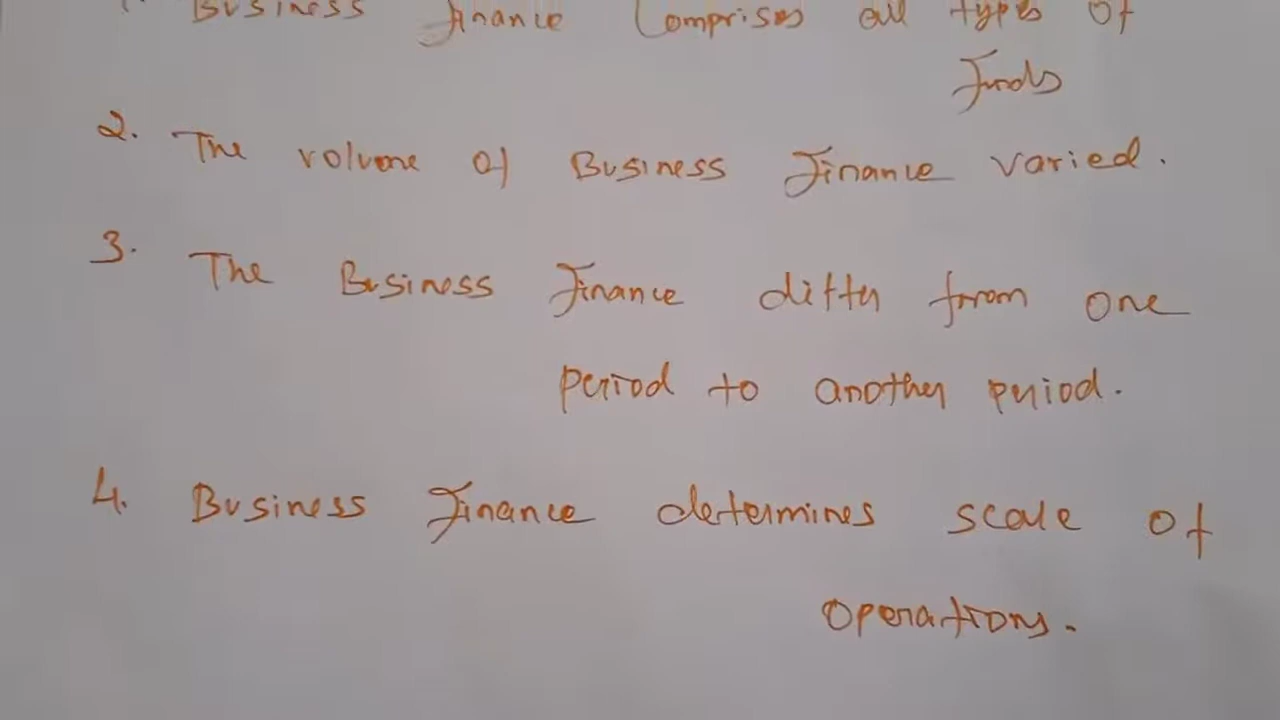 1. Business finance Comprises all types of
Funds
2. The volume of Business Finance varied.
3. The Business Finance differ from one
period to another period.
4. Business Finance determines scale of
operations.